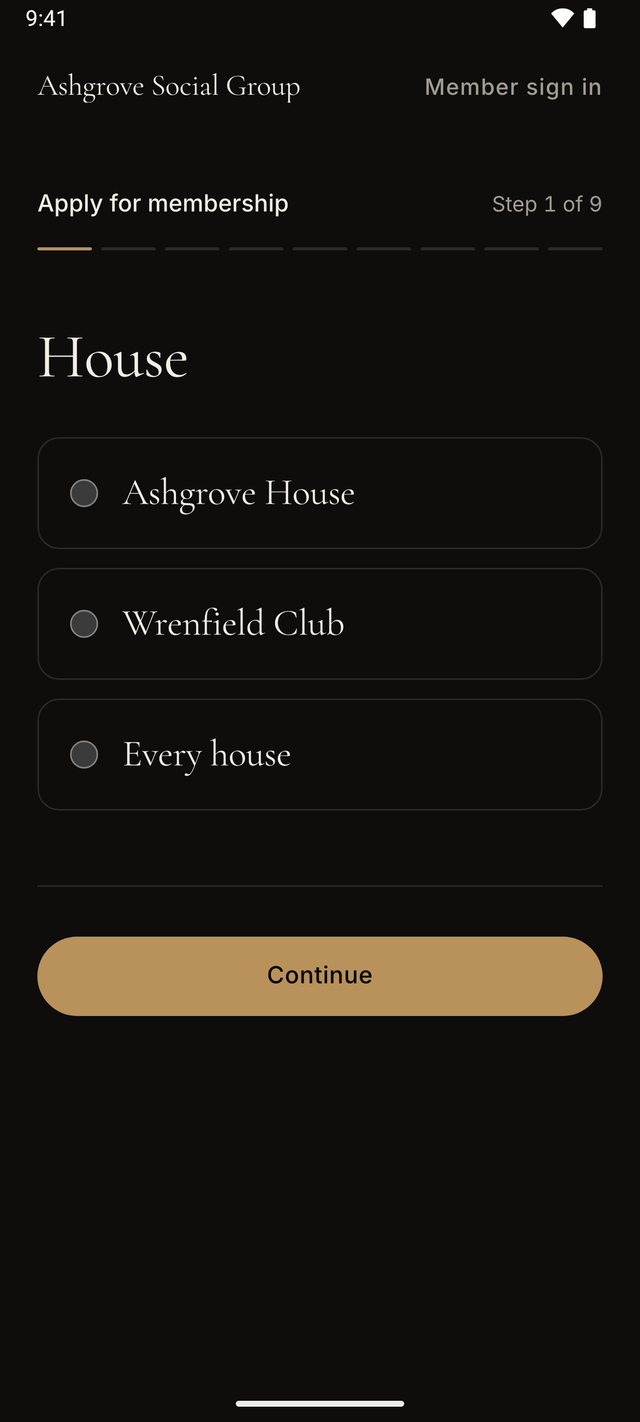 9:41
Ashgrove Social Group
Member sign in
Apply for membership
Step 1 of 9
House
Ashgrove House
Wrenfield Club
Every house
Continue